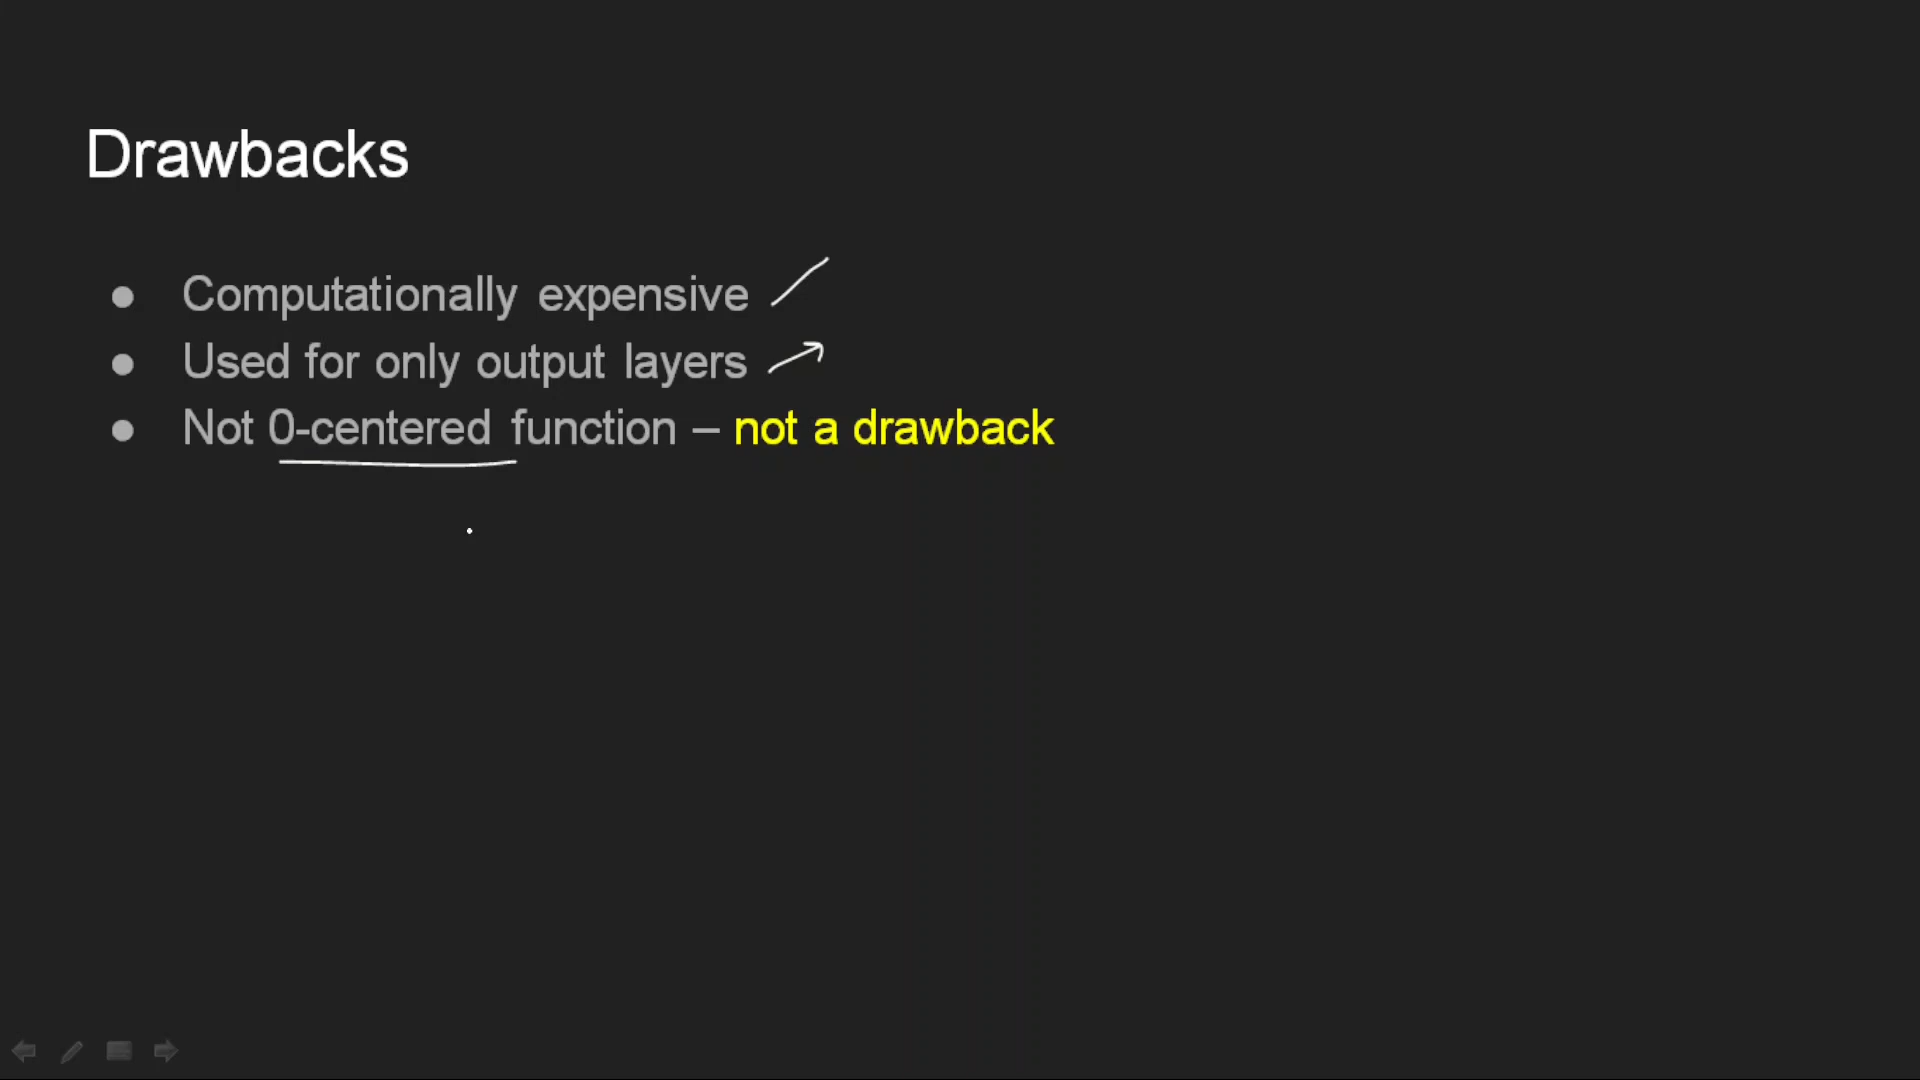 Drawbacks
● Computationally expensive
● Used for only output layers
● Not 0-centered function – not a drawback